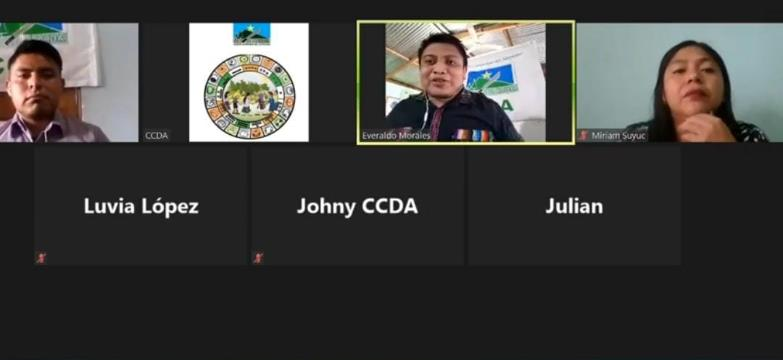 CCDA
Everaldo Morales
Miriam Suyuc
Luvia López
Johny CCDA
Julian